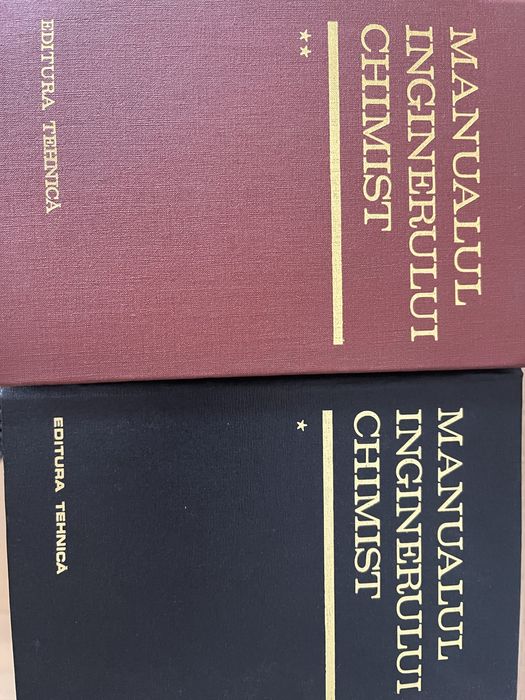 MANUALUL
INGINERULUI
CHIMIST
**
EDITURA TEHNICĂ
MANUALUL
INGINERULUI
CHIMIST
*
EDITURA TEHNICĂ